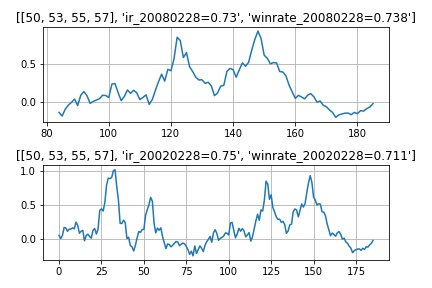 [[50, 53, 55, 57], 'ir_20080228=0.73', 'winrate_20080228=0.738']
0.5
0.0
80 100 120 140 160 180
[[50, 53, 55, 57], 'ir_20020228=0.75', 'winrate_20020228=0.711']
1.0
0.5
0.0
0 25 50 75 100 125 150 175